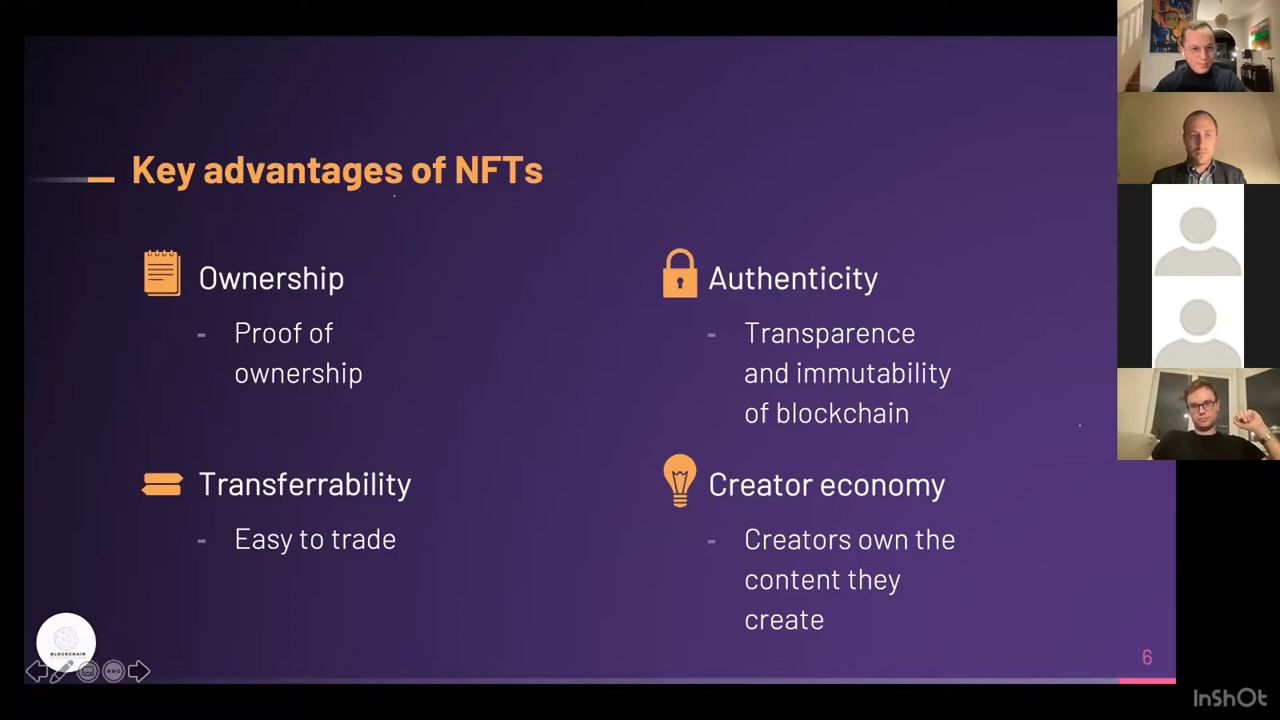 Key advantages of NFTs
Ownership
- Proof of
ownership
Authenticity
- Transparence
and immutability
of blockchain
Transferrability
- Easy to trade
Creator economy
- Creators own the
content they
create
BLOCKCHAIN
6
InShOt